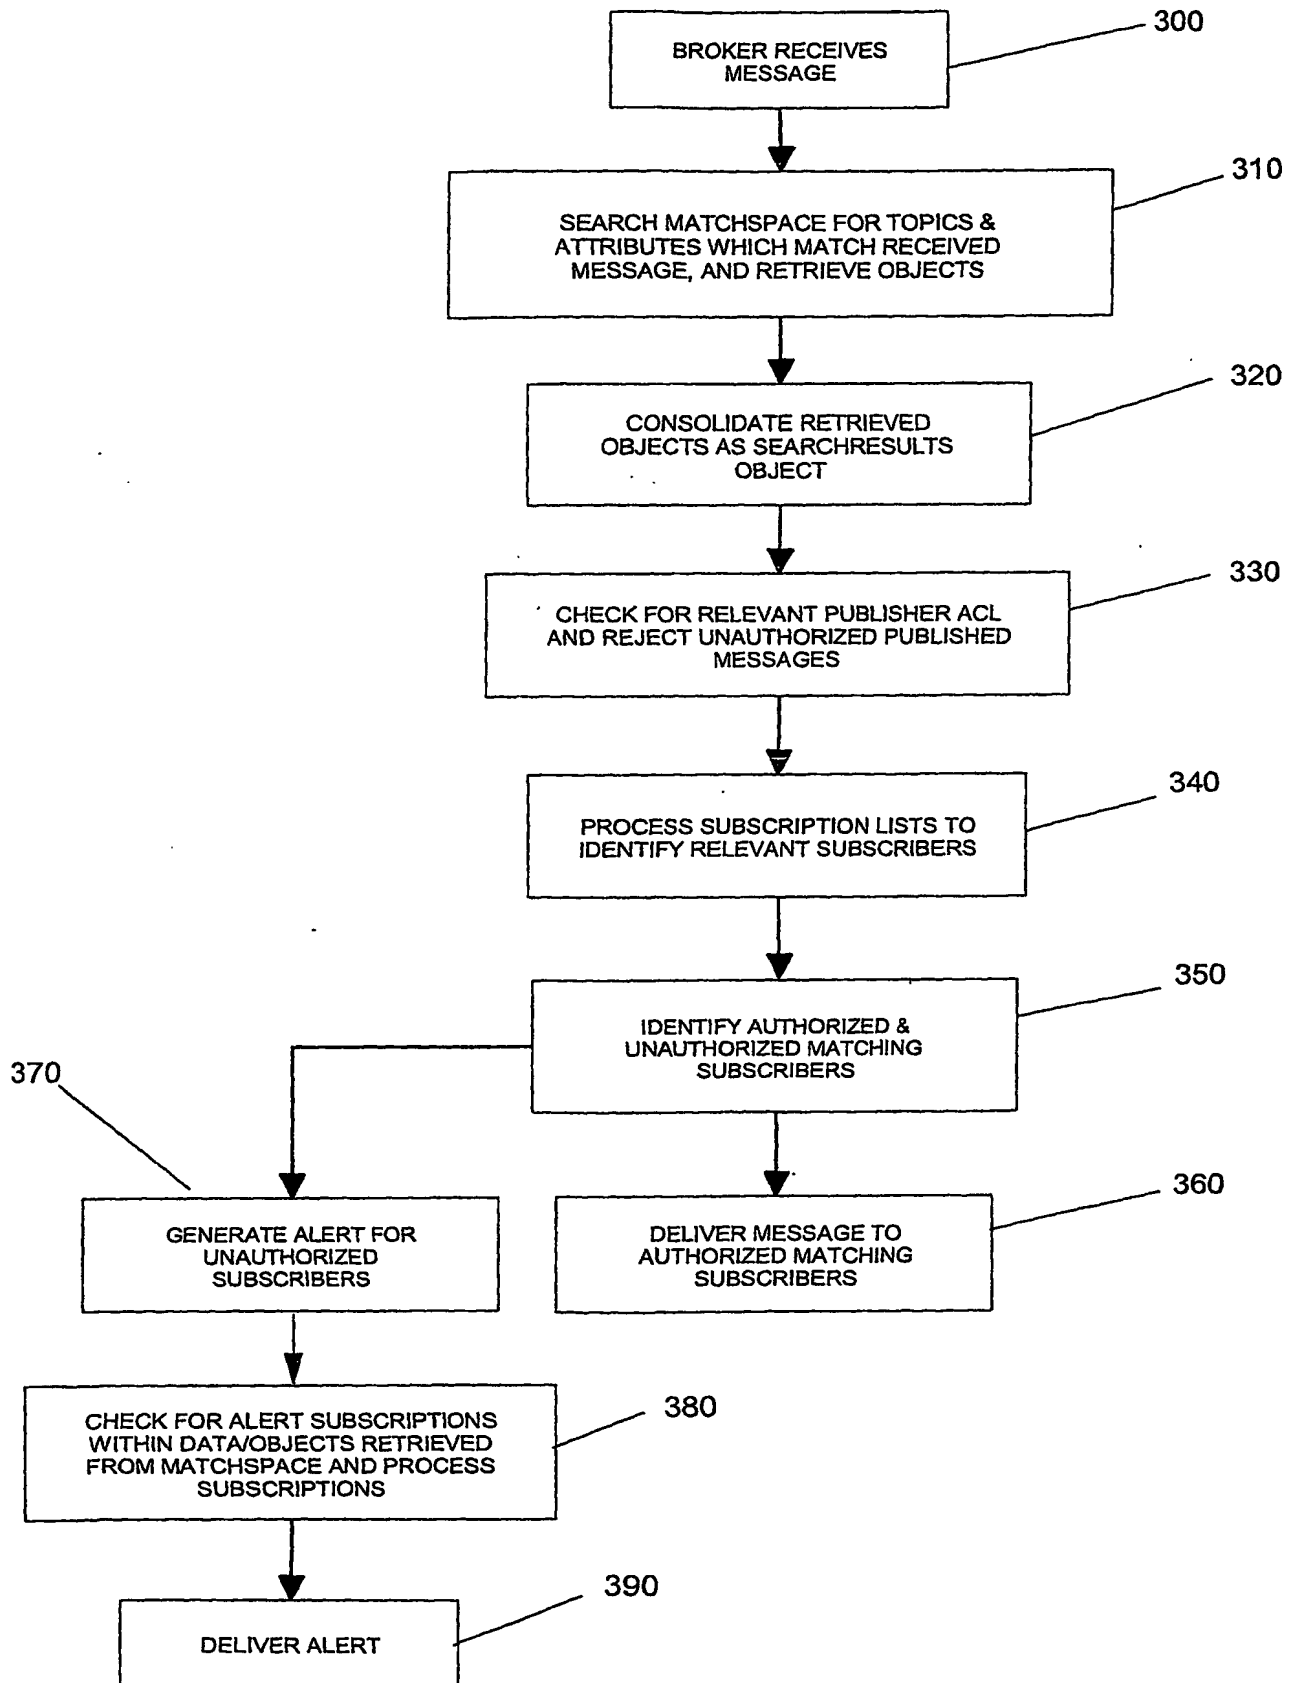 BROKER RECEIVES
MESSAGE
300
SEARCH MATCHSPACE FOR TOPICS &
ATTRIBUTES WHICH MATCH RECEIVED
MESSAGE, AND RETRIEVE OBJECTS
310
CONSOLIDATE RETRIEVED
OBJECTS AS SEARCHRESULTS
OBJECT
320
CHECK FOR RELEVANT PUBLISHER ACL
AND REJECT UNAUTHORIZED PUBLISHED
MESSAGES
330
PROCESS SUBSCRIPTION LISTS TO
IDENTIFY RELEVANT SUBSCRIBERS
340
IDENTIFY AUTHORIZED &
UNAUTHORIZED MATCHING
SUBSCRIBERS
350
370
GENERATE ALERT FOR
UNAUTHORIZED
SUBSCRIBERS
DELIVER MESSAGE TO
AUTHORIZED MATCHING
SUBSCRIBERS
360
CHECK FOR ALERT SUBSCRIPTIONS
WITHIN DATA/OBJECTS RETRIEVED
FROM MATCHSPACE AND PROCESS
SUBSCRIPTIONS
380
DELIVER ALERT
390